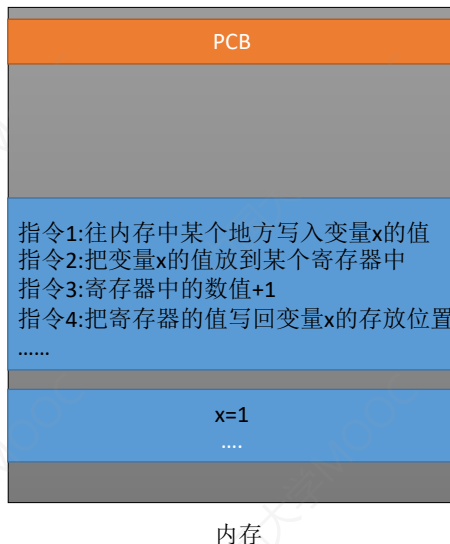 PCB
指令1:往内存中某个地方写入变量x的值
指令2:把变量x的值放到某个寄存器中
指令3:寄存器中的数值+1
指令4:把寄存器的值写回变量x的存放位置
……
x=1
....
内存